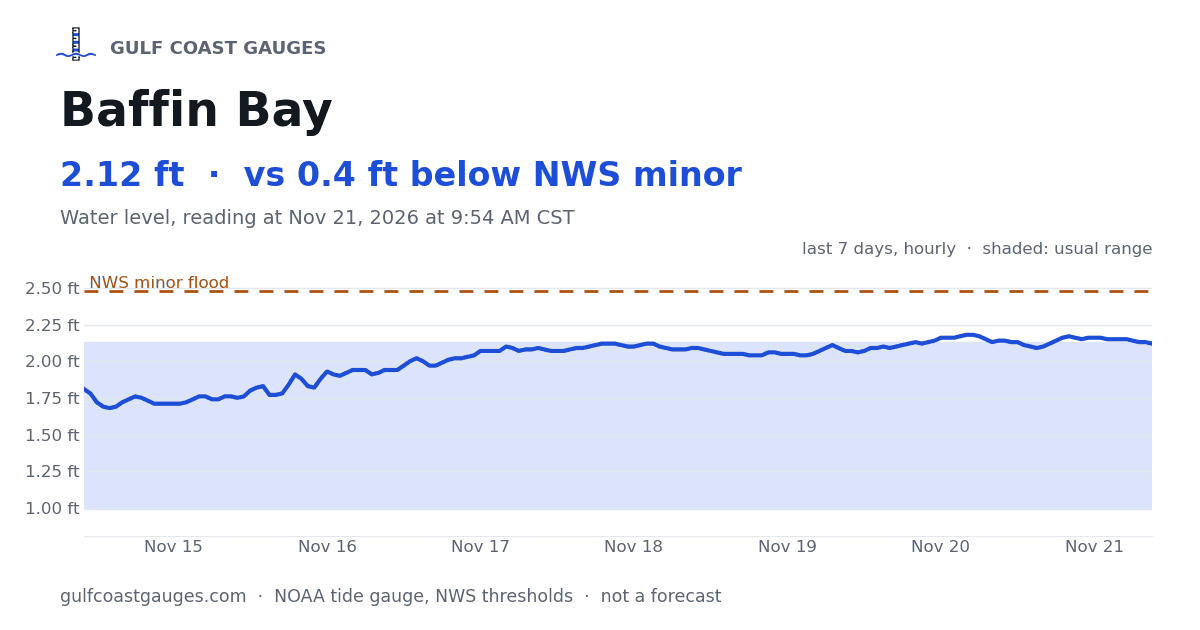 GULF COAST GAUGES
Baffin Bay
2.12 ft · vs 0.4 ft below NWS minor
Water level, reading at Nov 21, 2026 at 9:54 AM CST
last 7 days, hourly · shaded: usual range
NWS minor flood
2.50 ft
2.25 ft
2.00 ft
1.75 ft
1.50 ft
1.25 ft
1.00 ft
Nov 15 Nov 16 Nov 17 Nov 18 Nov 19 Nov 20 Nov 21
gulfcoastgauges.com · NOAA tide gauge, NWS thresholds · not a forecast